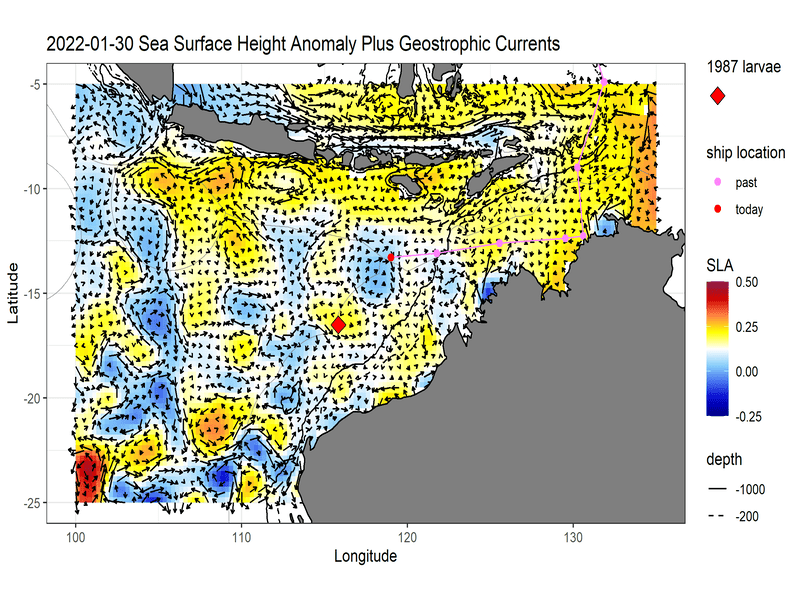 2022-01-30 Sea Surface Height Anomaly Plus Geostrophic Currents
1987 larvae
ship location
past
today
SLA
0.50
0.25
0.00
-0.25
depth
-1000
-200
-5
-10
-15
-20
-25
Latitude
100
110
120
130
Longitude